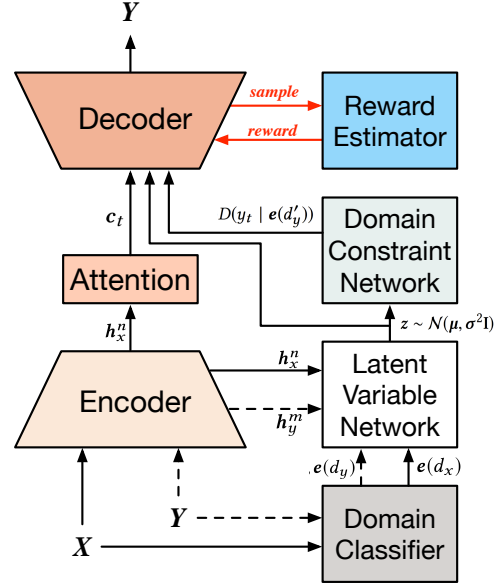 Y
Decoder
sample
reward
Reward
Estimator
c_t
D(y_t | e(d'_y))
Domain
Constraint
Network
Attention
h_x^n
z ~ N(μ, σ²I)
Encoder
h_x^n
h_y^m
Latent
Variable
Network
e(d_y)
e(d_x)
Y
X
Domain
Classifier